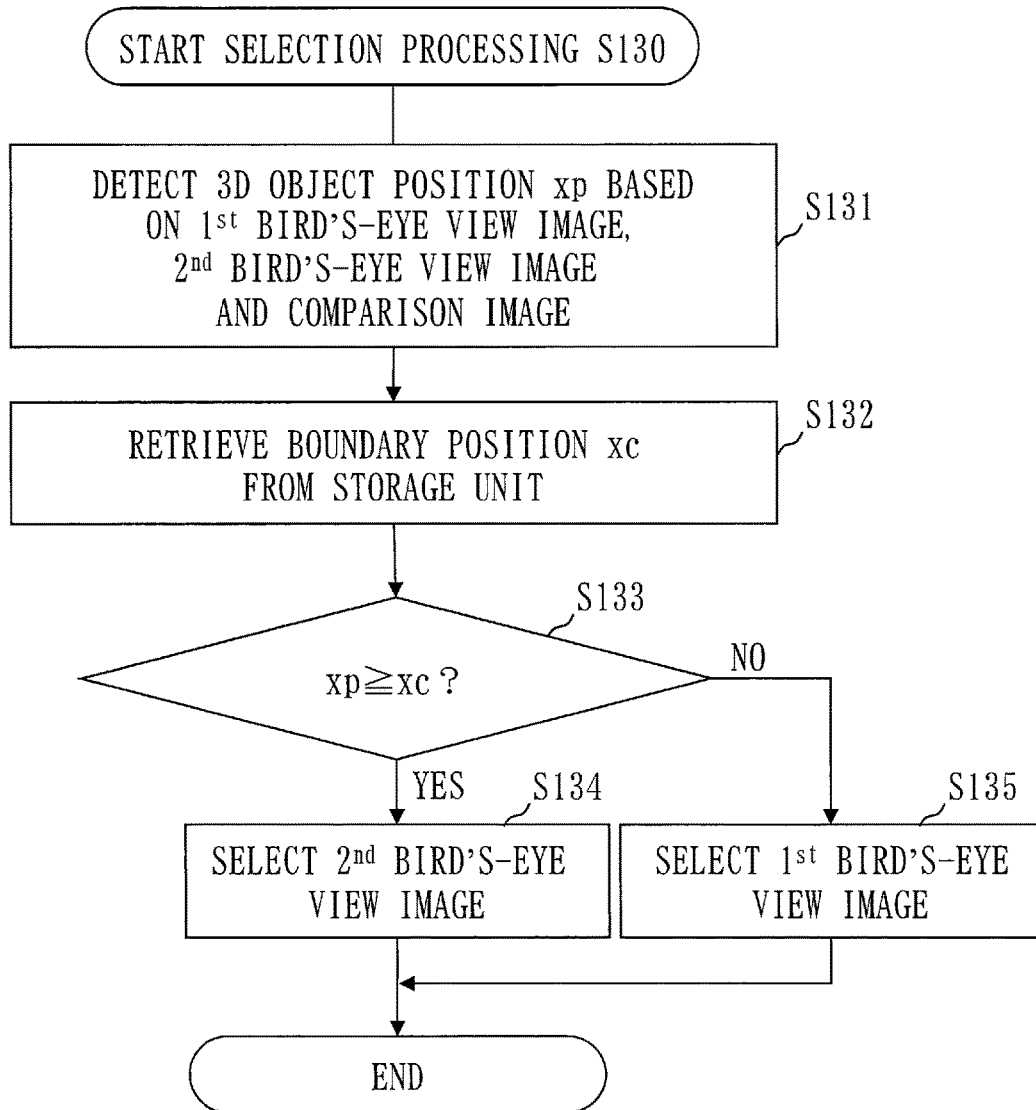 START SELECTION PROCESSING S130
DETECT 3D OBJECT POSITION xp BASED
ON 1st BIRD'S-EYE VIEW IMAGE,
2nd BIRD'S-EYE VIEW IMAGE
AND COMPARISON IMAGE
S131
RETRIEVE BOUNDARY POSITION xc
FROM STORAGE UNIT
S132
S133
xp≧xc?
NO
YES
S134
SELECT 2nd BIRD'S-EYE
VIEW IMAGE
S135
SELECT 1st BIRD'S-EYE
VIEW IMAGE
END